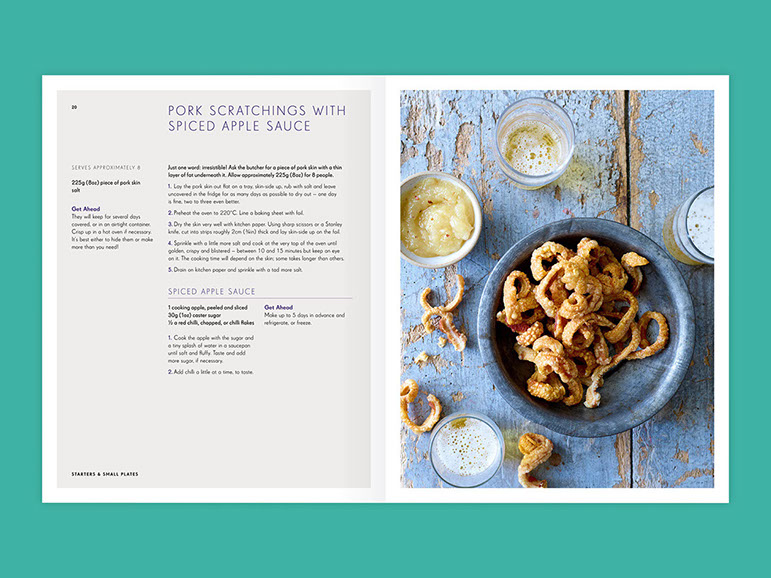 20
PORK SCRATCHINGS WITH
SPICED APPLE SAUCE
SERVES APPROXIMATELY 8
225g (8oz) piece of pork skin
salt
Get Ahead
They will keep for several days
covered, or in an airtight container.
Crisp up in a hot oven if necessary.
It's best either to hide them or make
more than you need!
Just one word: irresistible! Ask the butcher for a piece of pork skin with a thin
layer of fat underneath it. Allow approximately 225g (8oz) for 8 people.
1. Lay the pork skin out flat on a tray, skin-side up, rub with salt and leave
uncovered in the fridge for as many days as possible to dry out – one day
is fine, two to three even better.
2. Preheat the oven to 220°C. Line a baking sheet with foil.
3. Dry the skin very well with kitchen paper. Using sharp scissors or a Stanley
knife, cut into strips roughly 2cm (¾in) thick and lay skin-side up on the foil.
4. Sprinkle with a little more salt and cook at the very top of the oven until
golden, crispy and blistered – between 10 and 15 minutes but keep an eye
on it. The cooking time will depend on the skin; some takes longer than others.
5. Drain on kitchen paper and sprinkle with a tad more salt.
SPICED APPLE SAUCE
1 cooking apple, peeled and sliced
30g (1oz) caster sugar
½ a red chilli, chopped, or chilli flakes
Get Ahead
Make up to 5 days in advance and
refrigerate, or freeze.
1. Cook the apple with the sugar and
a tiny splash of water in a saucepan
until soft and fluffy. Taste and add
more sugar, if necessary.
2. Add chilli a little at a time, to taste.
STARTERS & SMALL PLATES